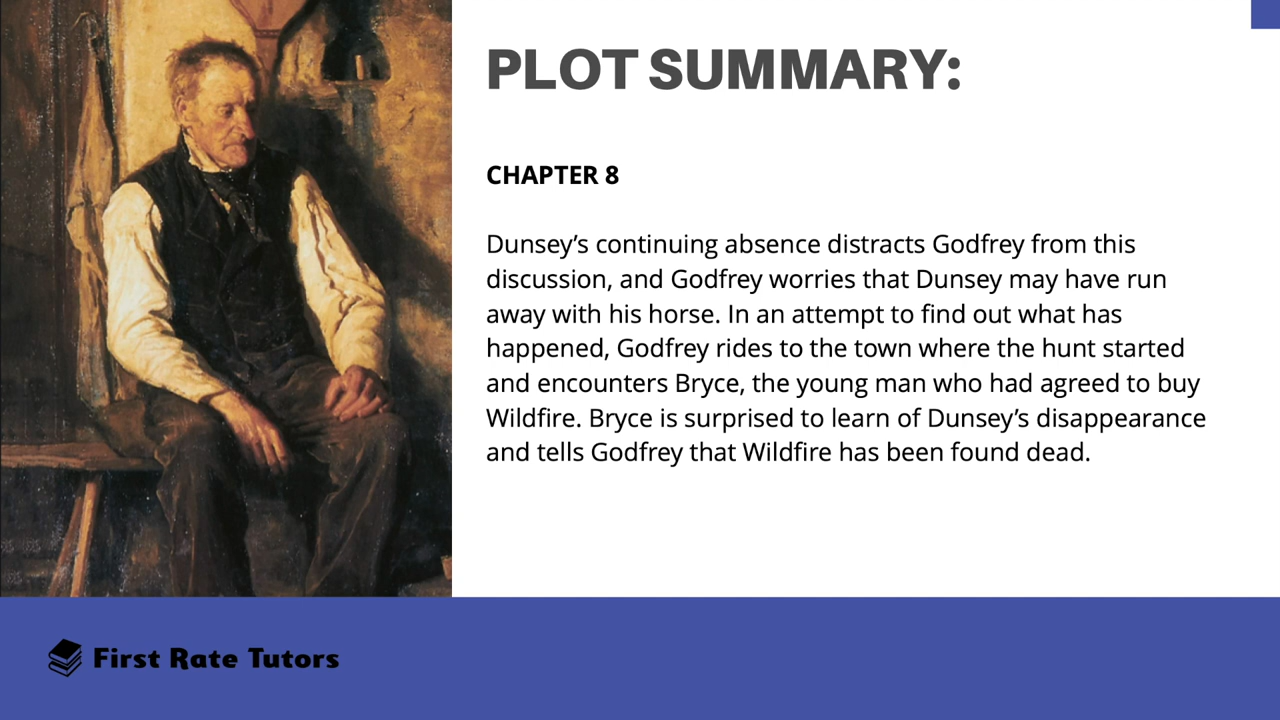 PLOT SUMMARY:
CHAPTER 8
Dunsey’s continuing absence distracts Godfrey from this
discussion, and Godfrey worries that Dunsey may have run
away with his horse. In an attempt to find out what has
happened, Godfrey rides to the town where the hunt started
and encounters Bryce, the young man who had agreed to buy
Wildfire. Bryce is surprised to learn of Dunsey’s disappearance
and tells Godfrey that Wildfire has been found dead.
First Rate Tutors